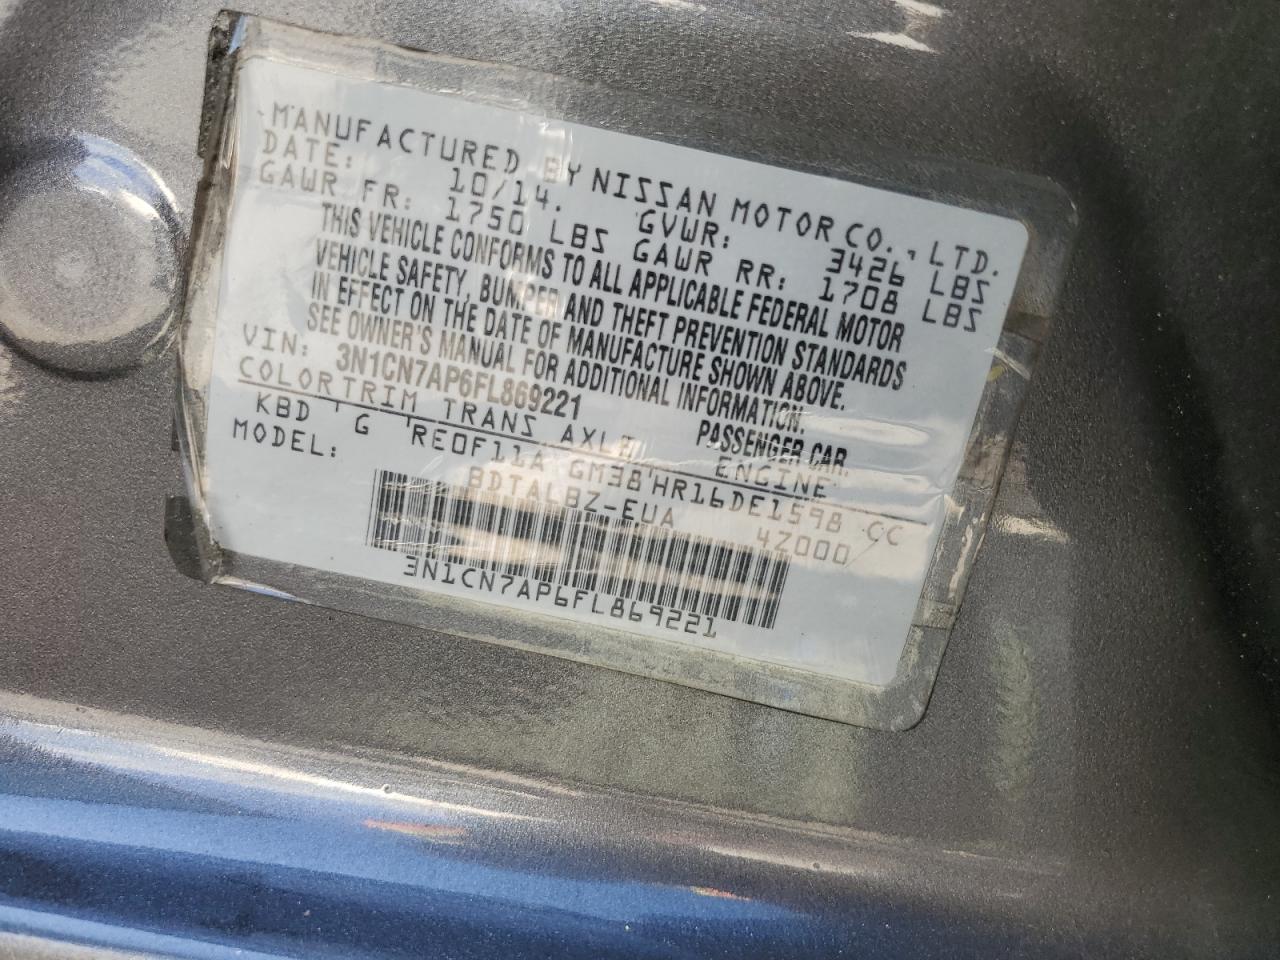 MANUFACTURED BY NISSAN MOTOR CO., LTD.
DATE: 10/14. GVWR: 3426 LBS
GAWR FR: 1750 LBS GAWR RR: 1708 LBS
THIS VEHICLE CONFORMS TO ALL APPLICABLE FEDERAL MOTOR
VEHICLE SAFETY, BUMPER AND THEFT PREVENTION STANDARDS
IN EFFECT ON THE DATE OF MANUFACTURE SHOWN ABOVE.
SEE OWNER'S MANUAL FOR ADDITIONAL INFORMATION.
VIN: 3N1CN7AP6FL869221 PASSENGER CAR.
COLOR TRIM TRANS AXLE ENGINE
KBD G RE0F11A GM38 HR16DE1598 CC
MODEL: BDTALBZ-EUA 4Z000
3N1CN7AP6FL869221